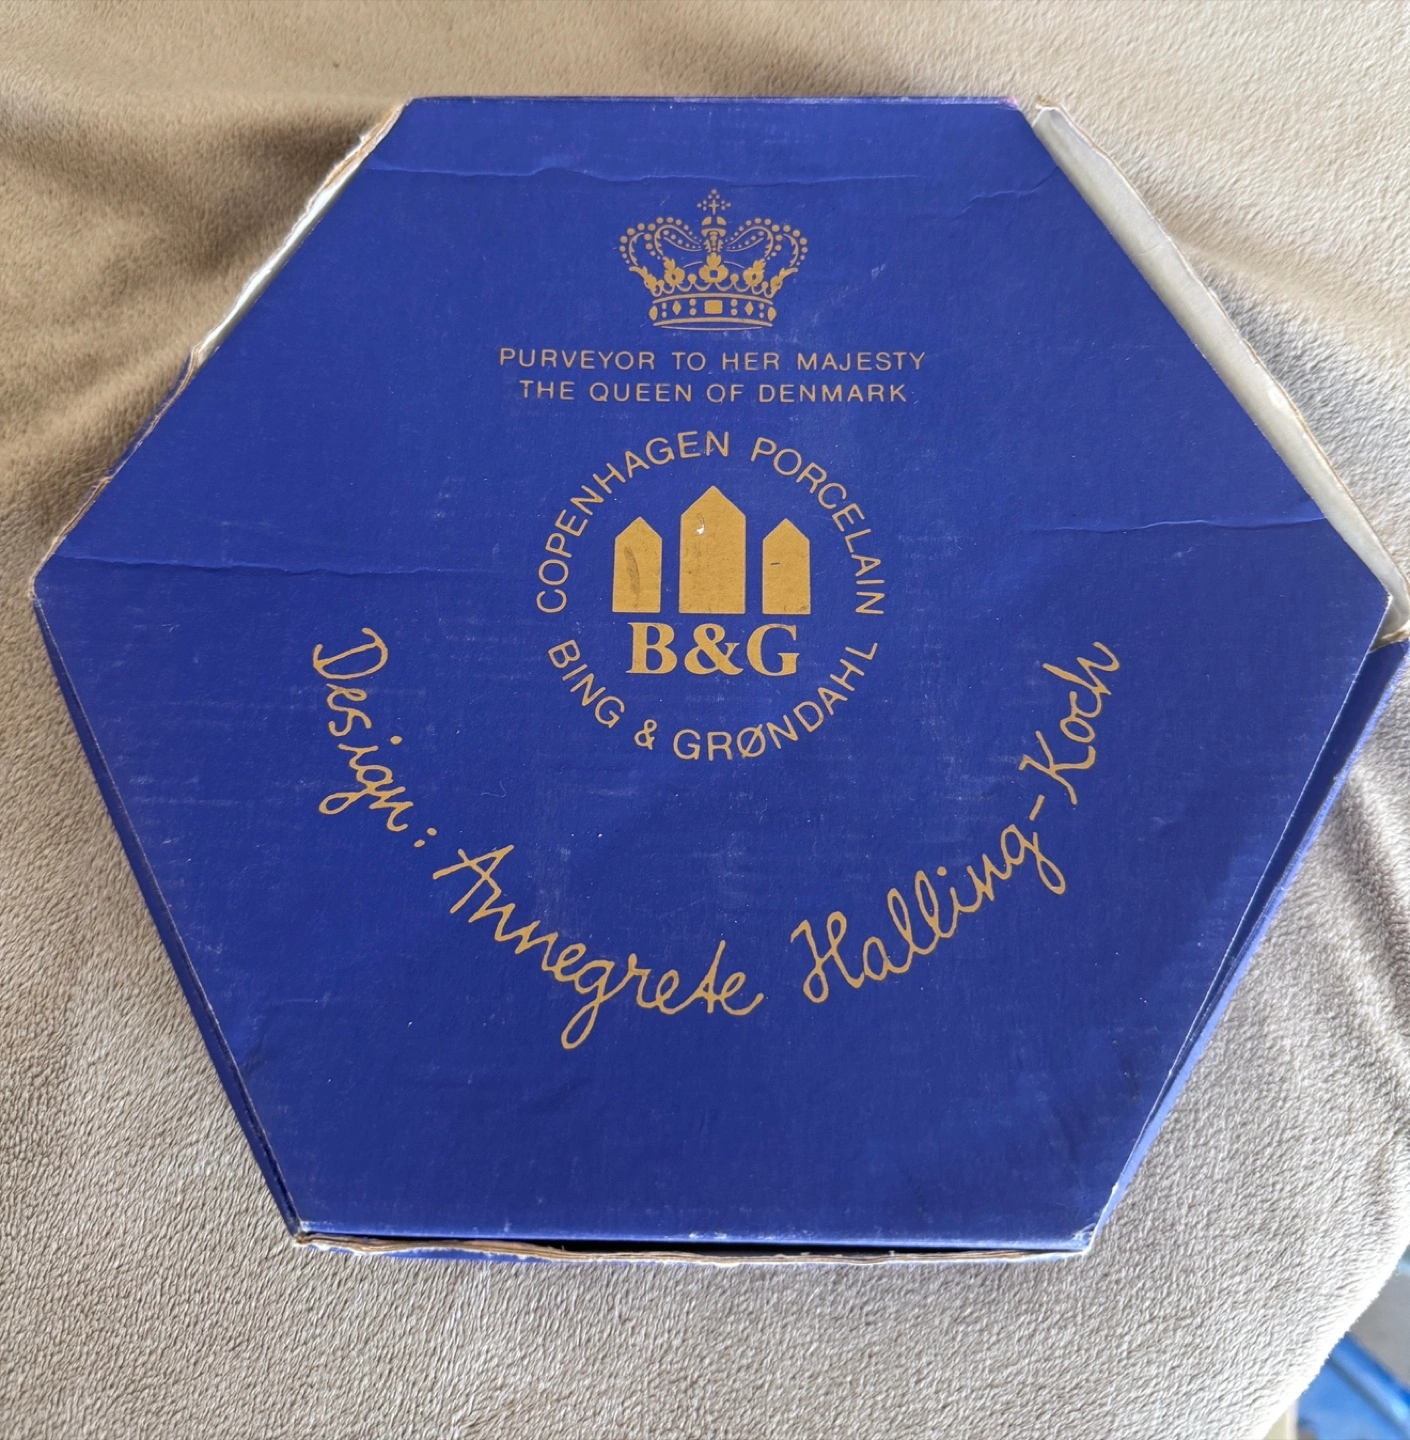 PURVEYOR TO HER MAJESTY
THE QUEEN OF DENMARK
COPENHAGEN PORCELAIN
B&G
BING & GRØNDAHL
Design: Annegrete Halling-Koch